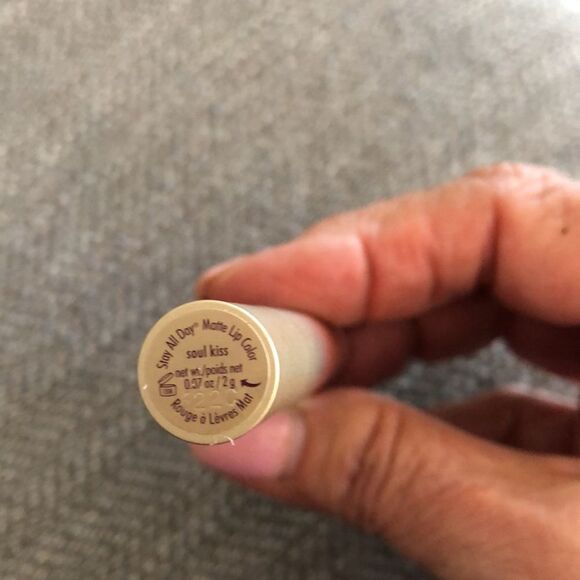 Stay All Day® Matte Lip Color
soul kiss
net wt./poids net
0.07 oz / 2 g
Rouge à Lèvres Mat